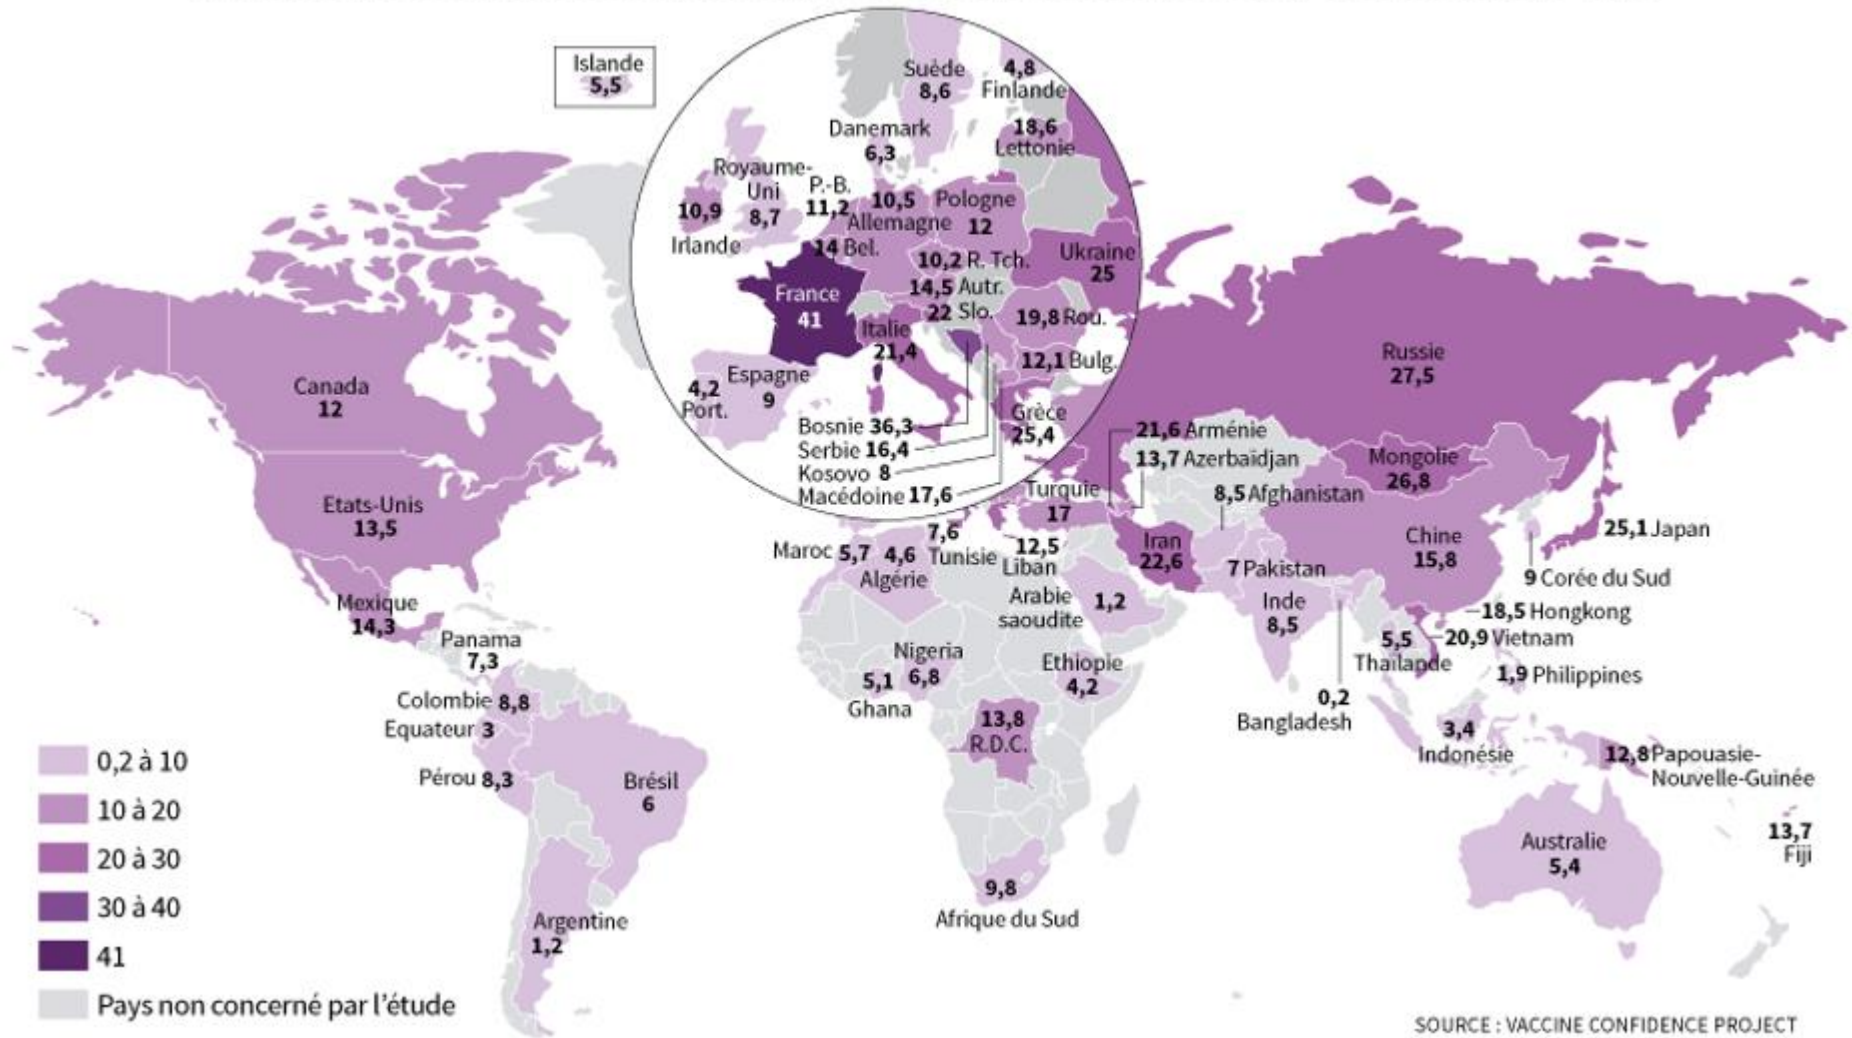 Islande
5,5
Suède
8,6
4,8
Finlande
18,6
Lettonie
Danemark
6,3
Royaume-
Uni
8,7
P.-B.
11,2
10,5
Allemagne
Pologne
12
10,9
Irlande
14 Bel.
10,2 R. Tch.
Ukraine
25
14,5 Autr.
22 Slo.
19,8 Rou.
France
41
Italie
21,4
12,1 Bulg.
Espagne
9
4,2
Port.
Grèce
25,4
Bosnie 36,3
Serbie 16,4
Kosovo 8
Macédoine 17,6
Canada
12
Etats-Unis
13,5
Mexique
14,3
Panama
7,3
Colombie 8,8
Equateur 3
Pérou 8,3
Brésil
6
Argentine
1,2
Russie
27,5
21,6 Arménie
13,7 Azerbaïdjan
8,5 Afghanistan
Mongolie
26,8
Turquie
17
Iran
22,6
Chine
15,8
25,1 Japan
9 Corée du Sud
7 Pakistan
Inde
8,5
18,5 Hongkong
20,9 Vietnam
5,5
Thaïlande
1,9 Philippines
0,2
Bangladesh
3,4
Indonésie
12,8 Papouasie-
Nouvelle-Guinée
Australie
5,4
13,7
Fiji
Maroc 5,7
4,6
Algérie
7,6
Tunisie
12,5
Liban
Arabie
saoudite
1,2
Nigeria
6,8
5,1
Ghana
Ethiopie
4,2
13,8
R.D.C.
9,8
Afrique du Sud
0,2 à 10
10 à 20
20 à 30
30 à 40
41
Pays non concerné par l'étude
SOURCE : VACCINE CONFIDENCE PROJECT